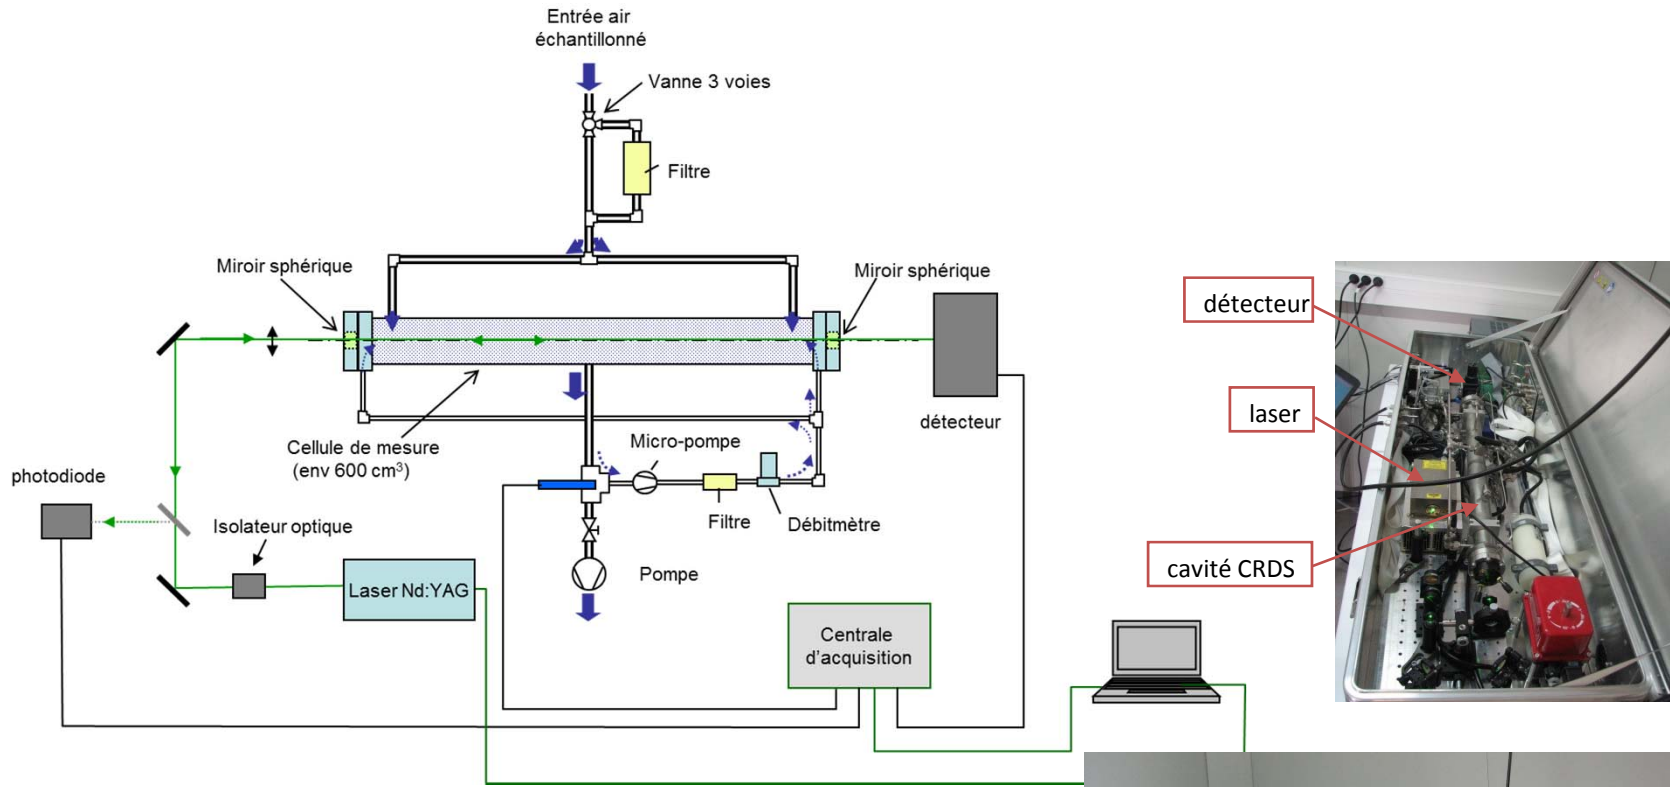 Entrée air
échantillonné
Vanne 3 voies
Filtre
Miroir sphérique
Miroir sphérique
détecteur
laser
cavité CRDS
détecteur
Cellule de mesure
(env 600 cm³)
Micro-pompe
photodiode
Isolateur optique
Filtre
Débitmètre
Laser Nd:YAG
Pompe
Centrale
d'acquisition